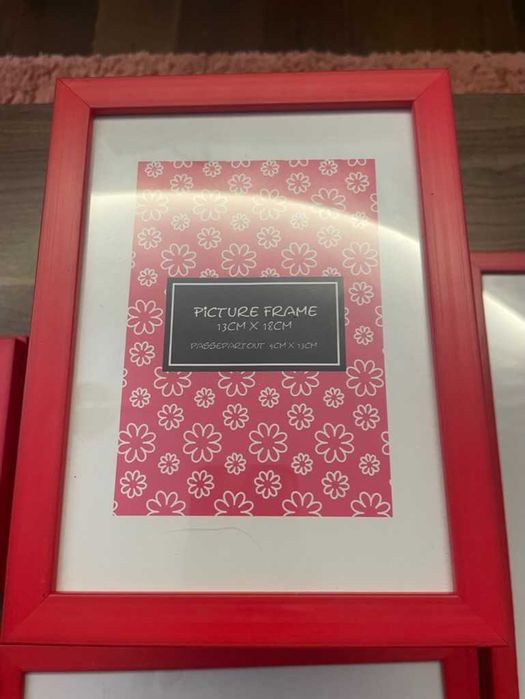 PICTURE FRAME
13CM X 18CM
PASSEPARTOUT 9CM X 13CM